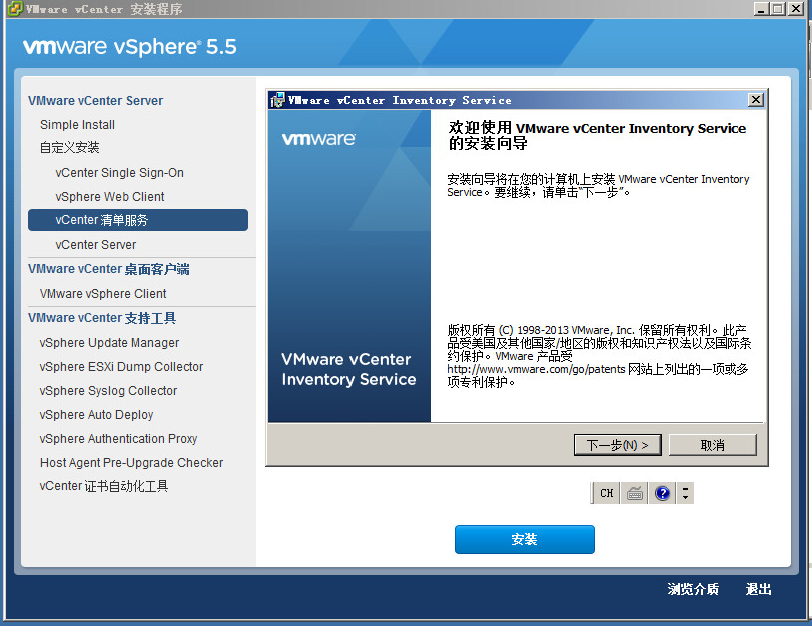 VMware vCenter 安装程序
vmware vSphere® 5.5
VMware vCenter Server
Simple Install
自定义安装
vCenter Single Sign-On
vSphere Web Client
vCenter 清单服务
vCenter Server
VMware vCenter 桌面客户端
VMware vSphere Client
VMware vCenter 支持工具
vSphere Update Manager
vSphere ESXi Dump Collector
vSphere Syslog Collector
vSphere Auto Deploy
vSphere Authentication Proxy
Host Agent Pre-Upgrade Checker
vCenter 证书自动化工具
VMware vCenter Inventory Service
vmware®
VMware vCenter
Inventory Service
欢迎使用 VMware vCenter Inventory Service
的安装向导
安装向导将在您的计算机上安装 VMware vCenter Inventory
Service。要继续，请单击“下一步”。
版权所有 (C) 1998-2013 VMware, Inc. 保留所有权利。此产
品受美国及其他国家/地区的版权和知识产权法以及国际条
约保护。VMware 产品受
http://www.vmware.com/go/patents 网站上列出的一项或多
项专利保护。
下一步(N) >
取消
CH
安装
浏览介质
退出